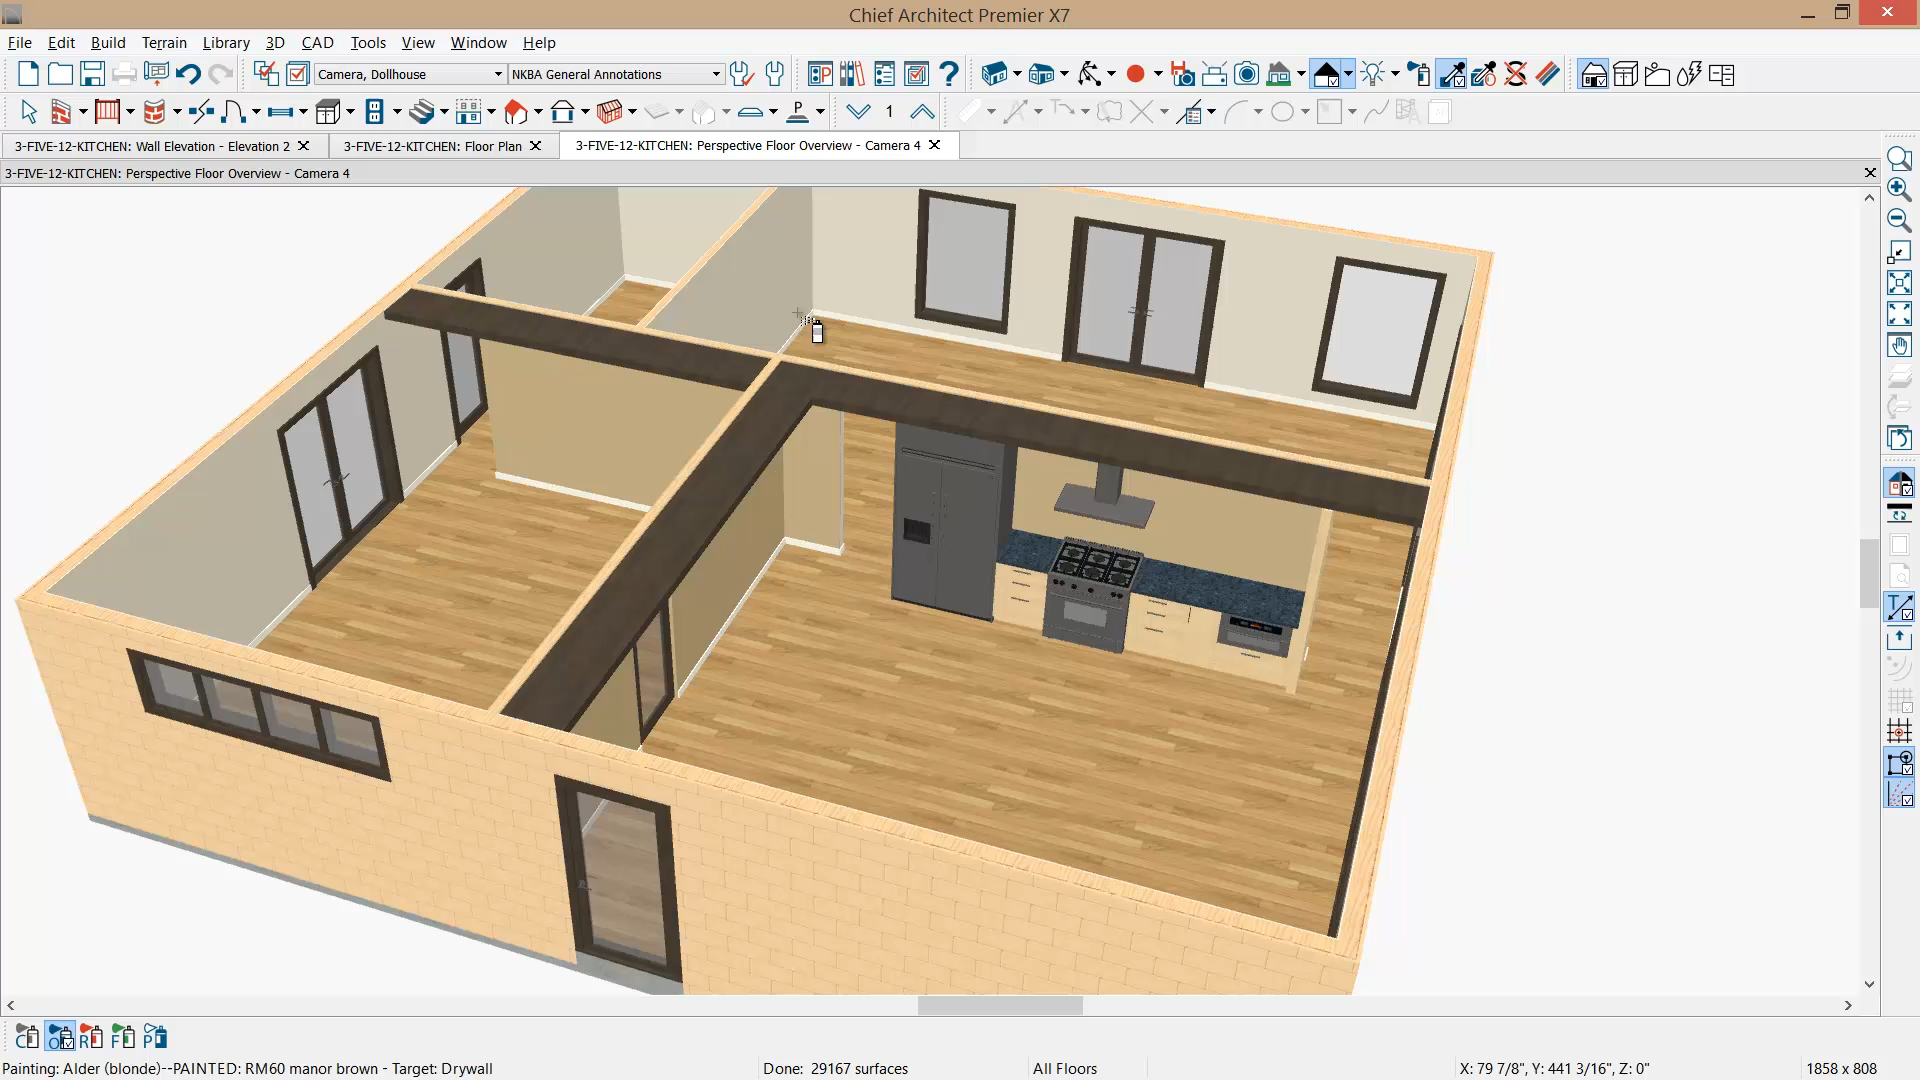 Chief Architect Premier X7
File Edit Build Terrain Library 3D CAD Tools View Window Help
Camera, Dollhouse NKBA General Annotations
1
3-FIVE-12-KITCHEN: Wall Elevation - Elevation 2 3-FIVE-12-KITCHEN: Floor Plan 3-FIVE-12-KITCHEN: Perspective Floor Overview - Camera 4
3-FIVE-12-KITCHEN: Perspective Floor Overview - Camera 4
C O R F P
Painting: Alder (blonde)--PAINTED: RM60 manor brown - Target: Drywall Done: 29167 surfaces All Floors X: 79 7/8", Y: 441 3/16", Z: 0" 1858 x 808